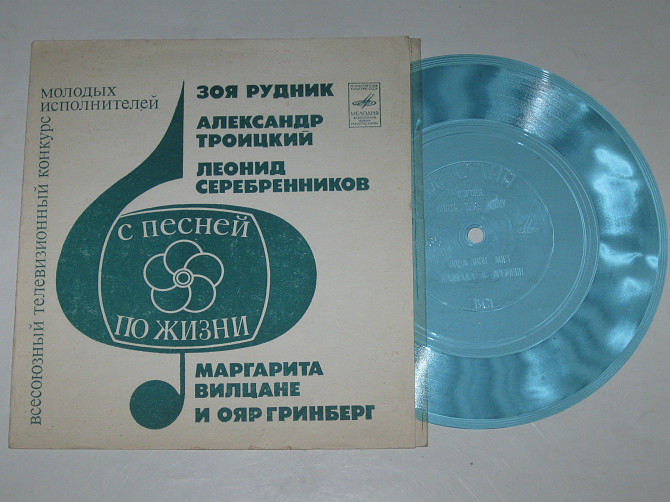 всесоюзный телевизионный конкурс
молодых
исполнителей
ЗОЯ РУДНИК
АЛЕКСАНДР
ТРОИЦКИЙ
ЛЕОНИД
СЕРЕБРЕННИКОВ
МЕЛОДИЯ
С ПЕСНЕЙ
ПО ЖИЗНИ
МАРГАРИТА
ВИЛЦАНЕ
И ОЯР ГРИНБЕРГ